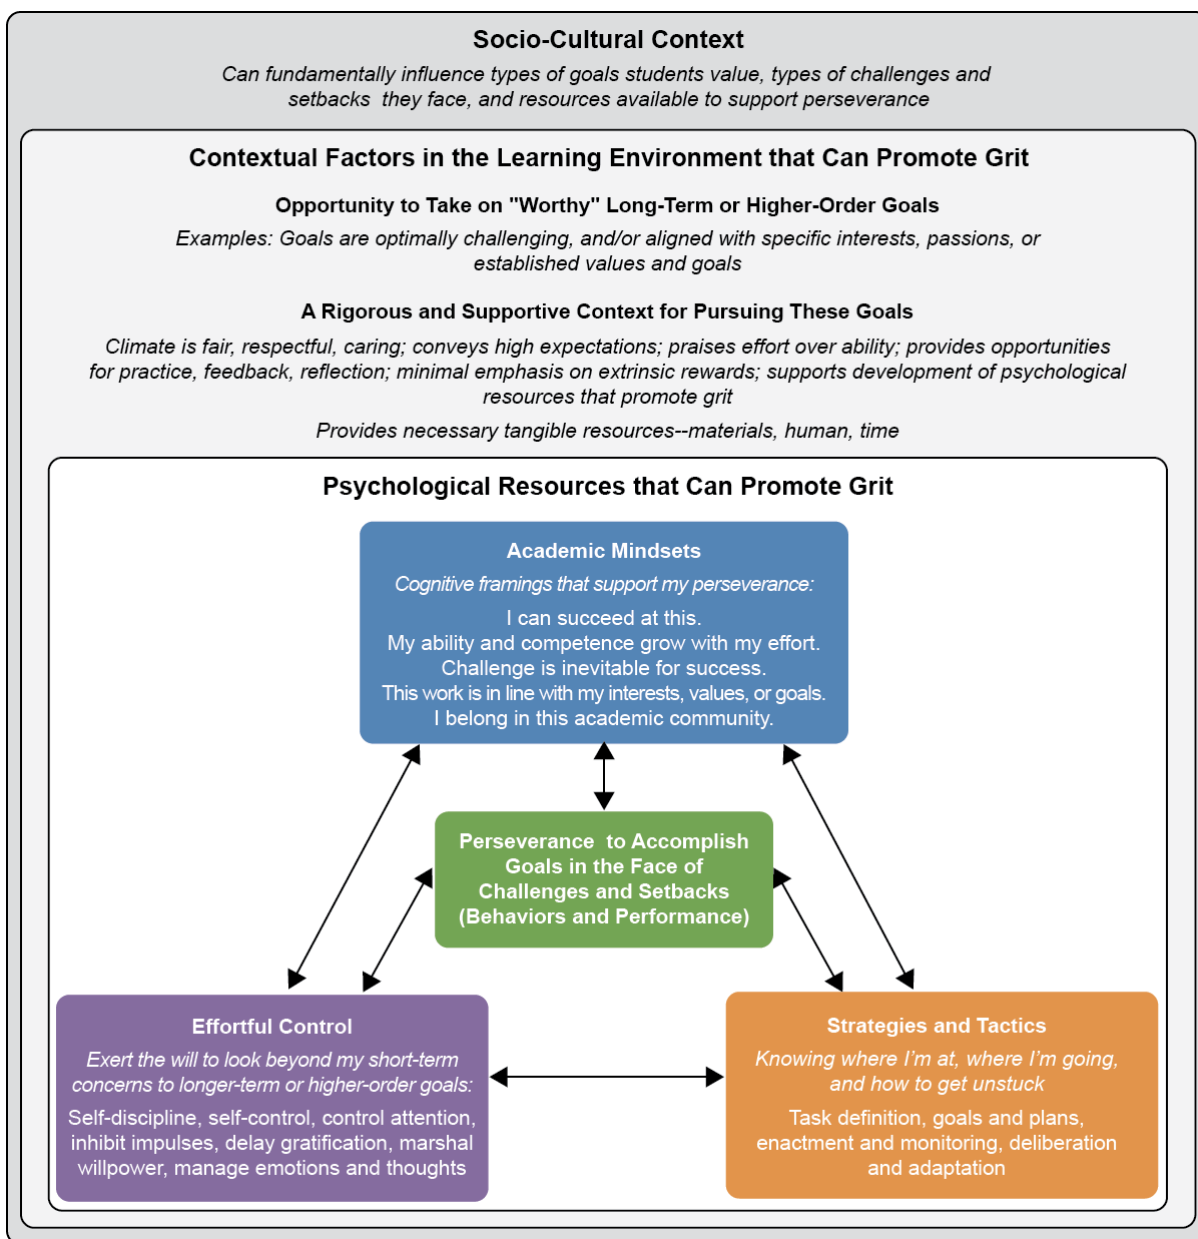 Socio-Cultural Context
Can fundamentally influence types of goals students value, types of challenges and
setbacks they face, and resources available to support perseverance
Contextual Factors in the Learning Environment that Can Promote Grit
Opportunity to Take on "Worthy" Long-Term or Higher-Order Goals
Examples: Goals are optimally challenging, and/or aligned with specific interests, passions, or
established values and goals
A Rigorous and Supportive Context for Pursuing These Goals
Climate is fair, respectful, caring; conveys high expectations; praises effort over ability; provides opportunities
for practice, feedback, reflection; minimal emphasis on extrinsic rewards; supports development of psychological
resources that promote grit
Provides necessary tangible resources--materials, human, time
Psychological Resources that Can Promote Grit
Academic Mindsets
Cognitive framings that support my perseverance:
I can succeed at this.
My ability and competence grow with my effort.
Challenge is inevitable for success.
This work is in line with my interests, values, or goals.
I belong in this academic community.
Perseverance to Accomplish
Goals in the Face of
Challenges and Setbacks
(Behaviors and Performance)
Effortful Control
Exert the will to look beyond my short-term
concerns to longer-term or higher-order goals:
Self-discipline, self-control, control attention,
inhibit impulses, delay gratification, marshal
willpower, manage emotions and thoughts
Strategies and Tactics
Knowing where I'm at, where I'm going,
and how to get unstuck
Task definition, goals and plans,
enactment and monitoring, deliberation
and adaptation